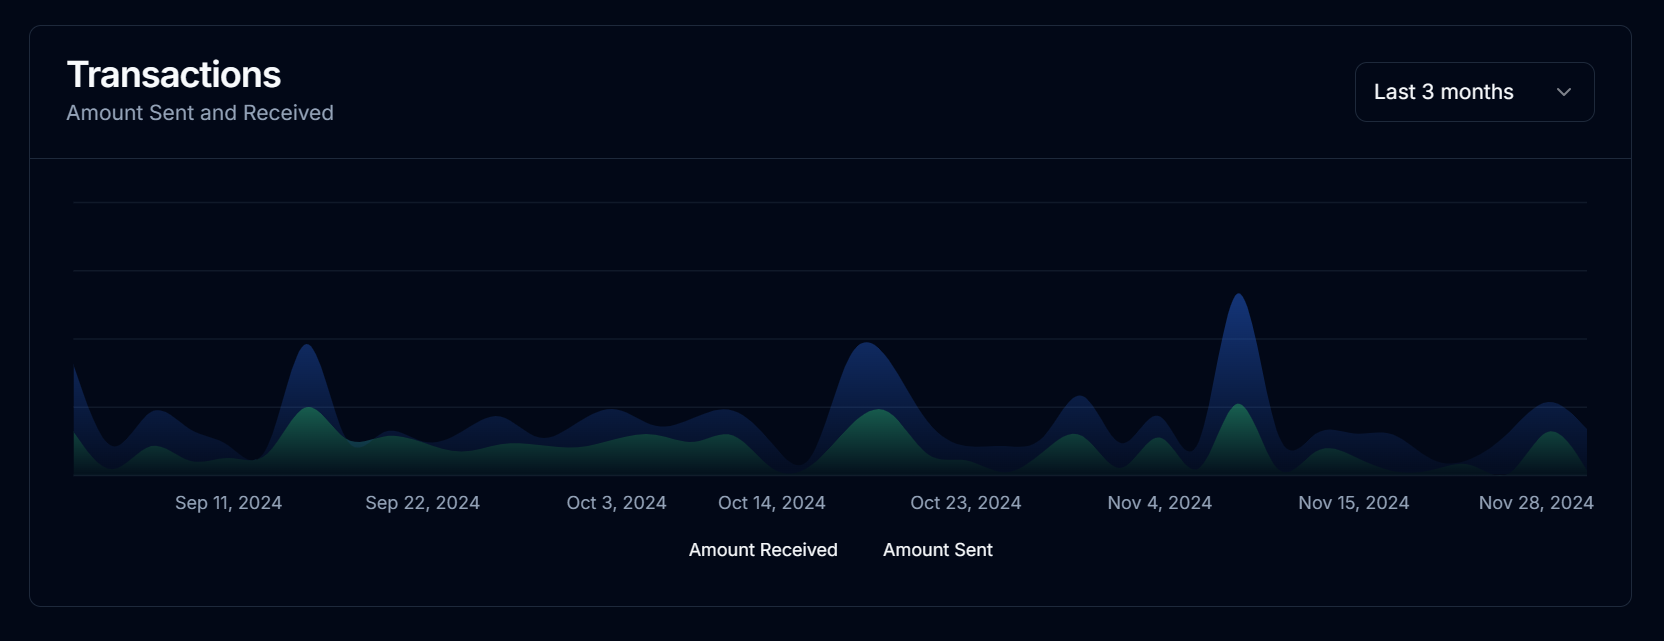 Transactions
Amount Sent and Received
Last 3 months
Sep 11, 2024 Sep 22, 2024 Oct 3, 2024 Oct 14, 2024 Oct 23, 2024 Nov 4, 2024 Nov 15, 2024 Nov 28, 2024
Amount Received Amount Sent